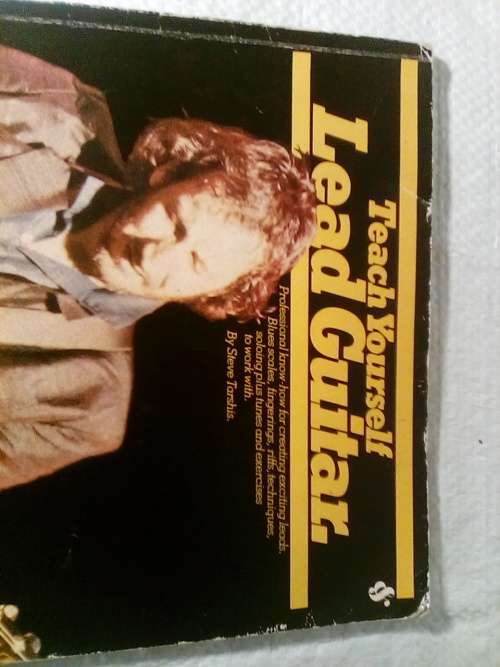 Teach Yourself
Lead Guitar.
Professional know-how for creating exciting leads.
Blues scales, fingerings, riffs, techniques,
soloing plus tunes and exercises
to work with.
By Steve Tarshis.